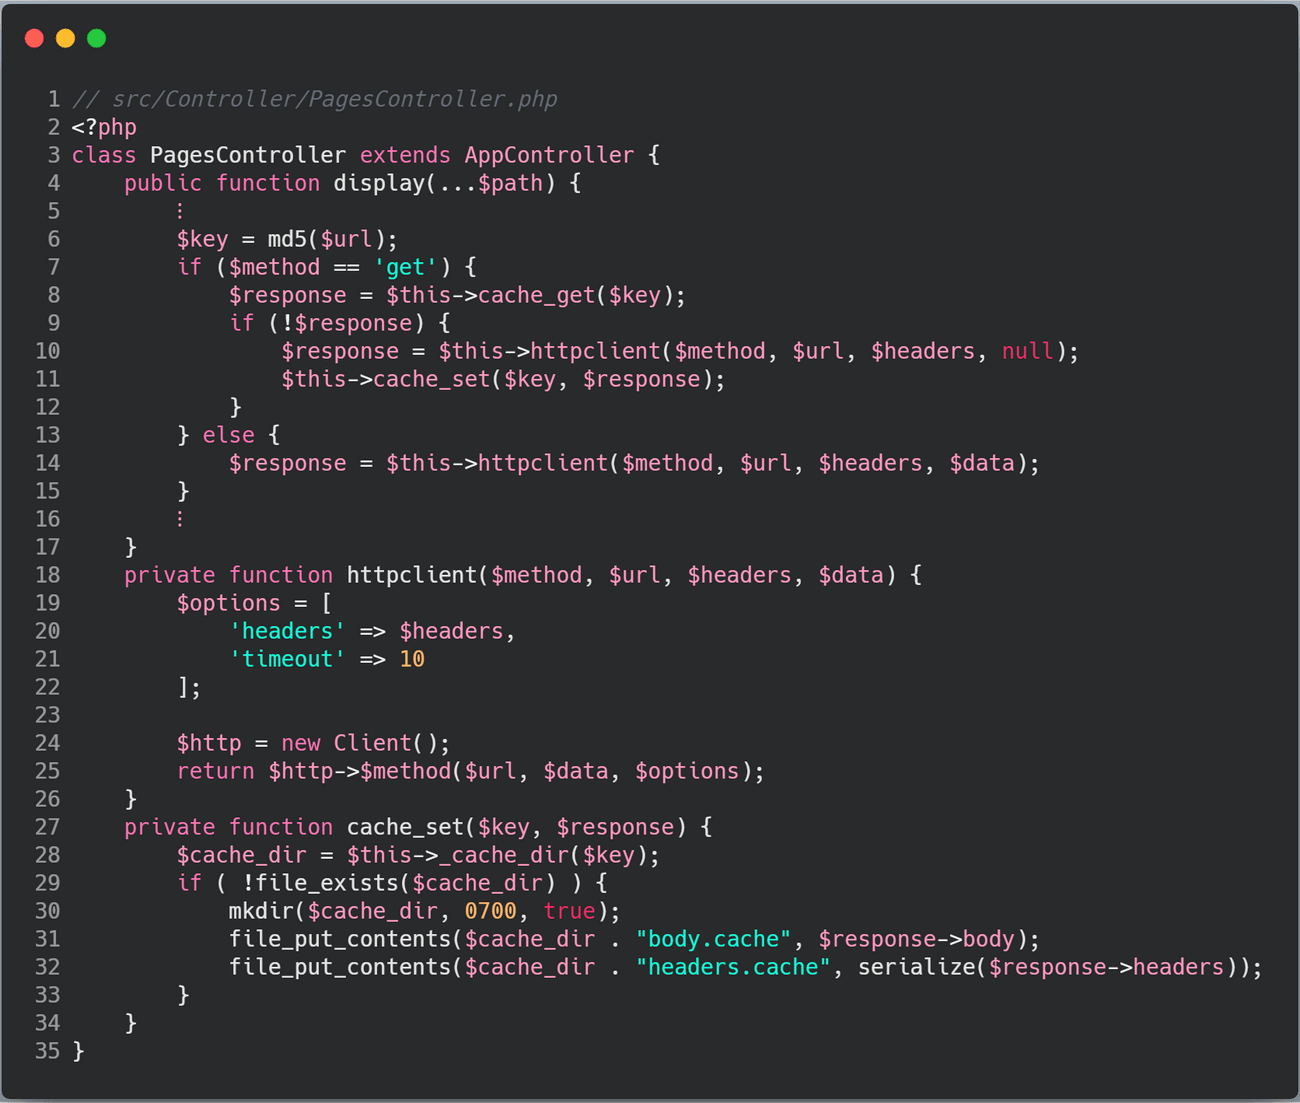 1 // src/Controller/PagesController.php
2 <?php
3 class PagesController extends AppController {
4     public function display(...$path) {
5         ⋮
6         $key = md5($url);
7         if ($method == 'get') {
8             $response = $this->cache_get($key);
9             if (!$response) {
10                 $response = $this->httpclient($method, $url, $headers, null);
11                 $this->cache_set($key, $response);
12             }
13         } else {
14             $response = $this->httpclient($method, $url, $headers, $data);
15         }
16         ⋮
17     }
18     private function httpclient($method, $url, $headers, $data) {
19         $options = [
20             'headers' => $headers,
21             'timeout' => 10
22         ];
23
24         $http = new Client();
25         return $http->$method($url, $data, $options);
26     }
27     private function cache_set($key, $response) {
28         $cache_dir = $this->_cache_dir($key);
29         if ( !file_exists($cache_dir) ) {
30             mkdir($cache_dir, 0700, true);
31             file_put_contents($cache_dir . "body.cache", $response->body);
32             file_put_contents($cache_dir . "headers.cache", serialize($response->headers));
33         }
34     }
35 }